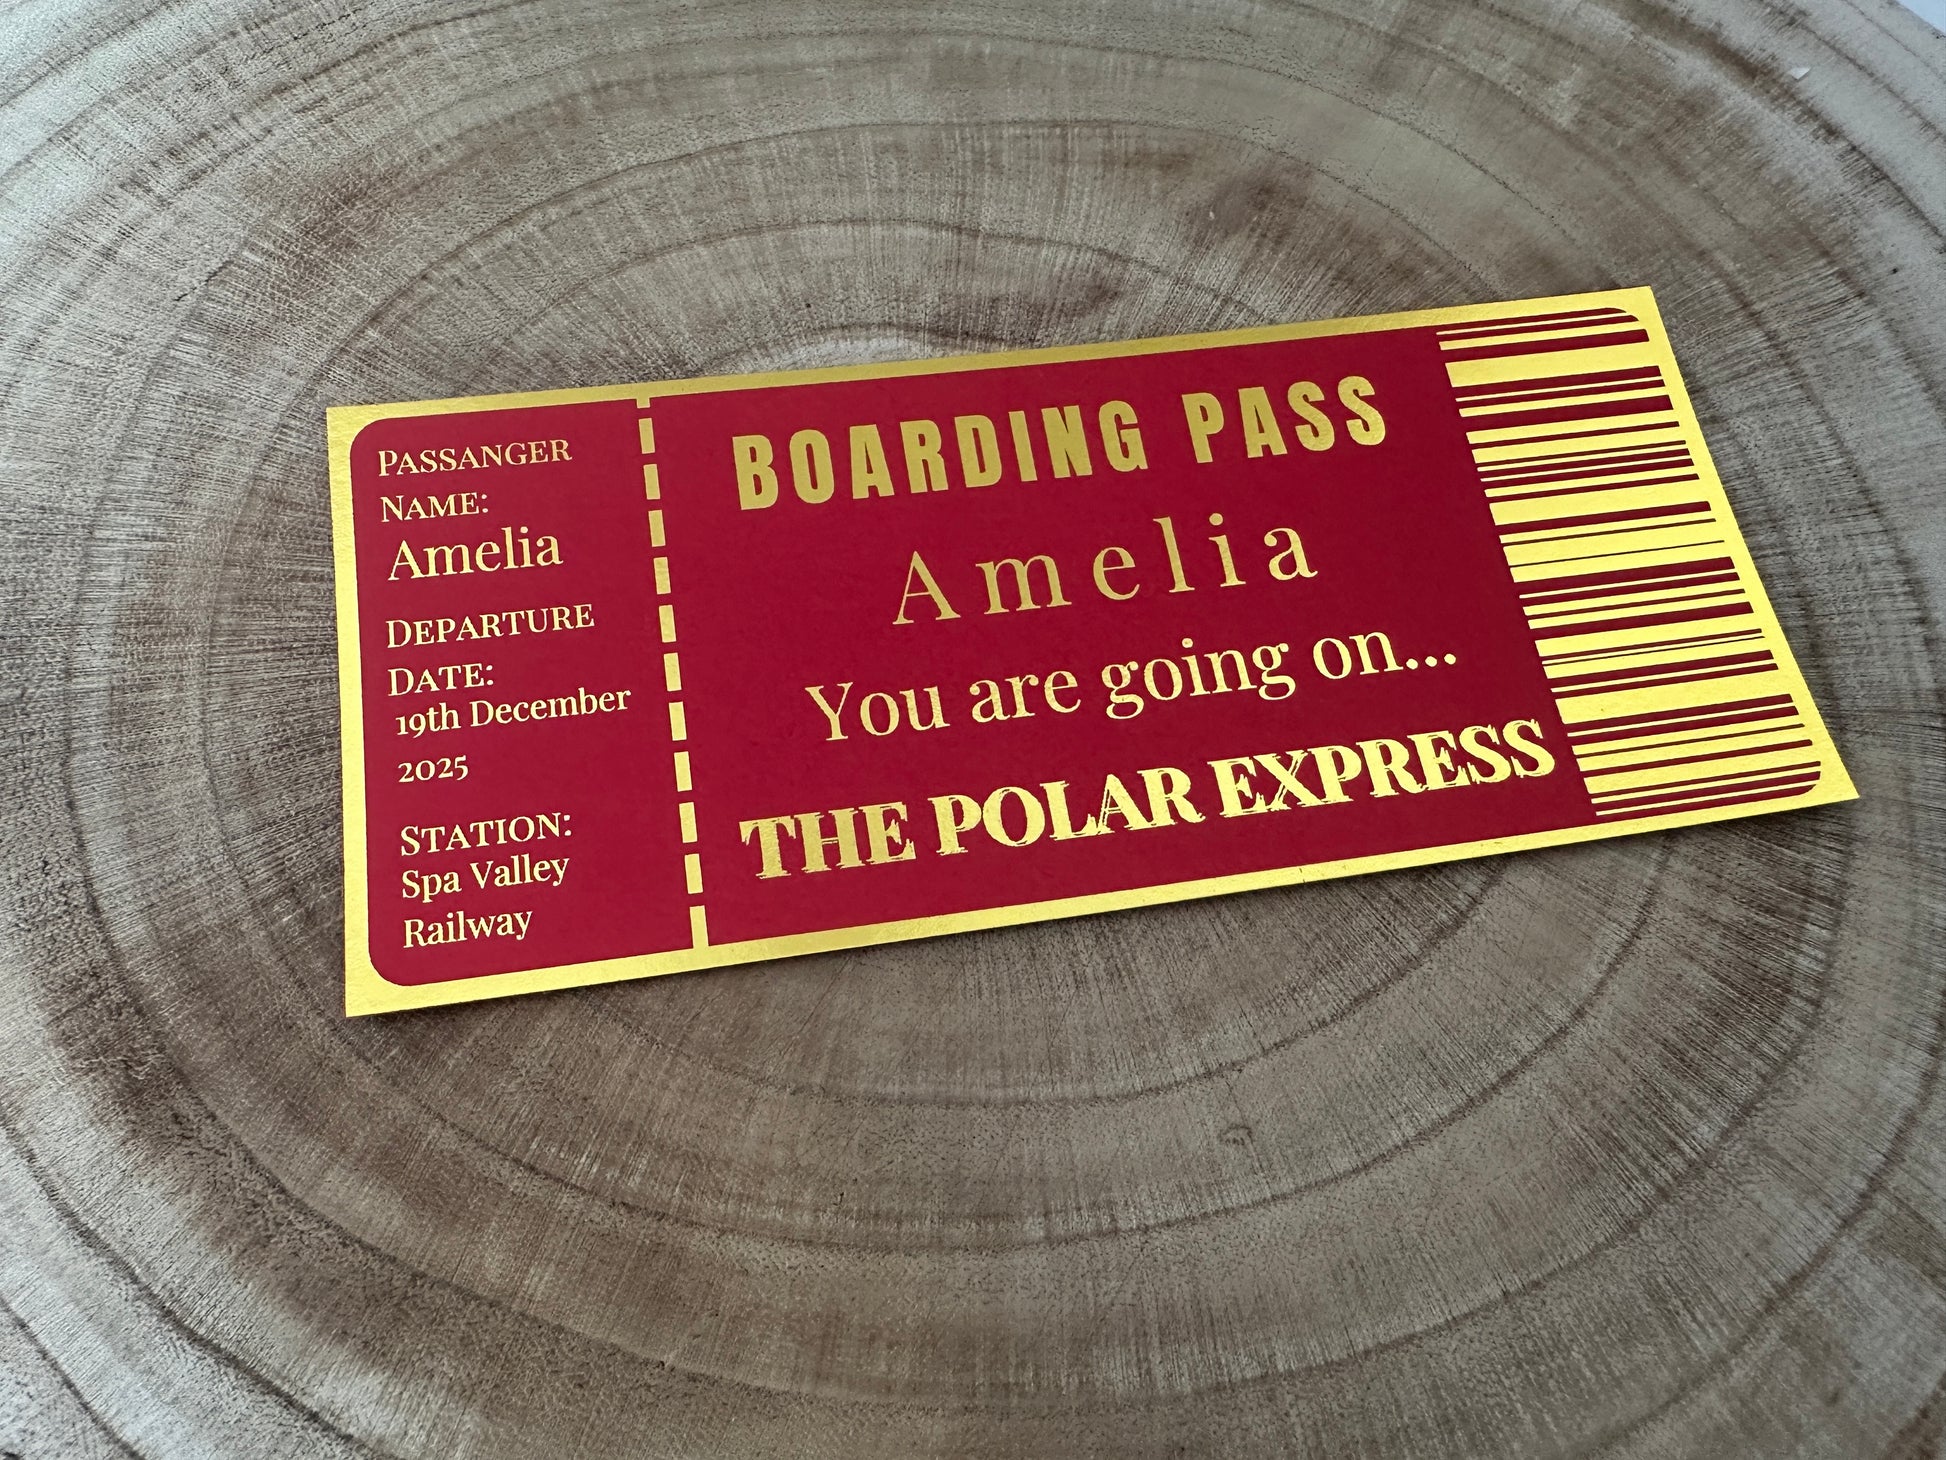 PASSANGER
NAME:
Amelia
DEPARTURE
DATE:
19th December
2025
STATION:
Spa Valley
Railway
BOARDING PASS
Amelia
You are going on...
THE POLAR EXPRESS